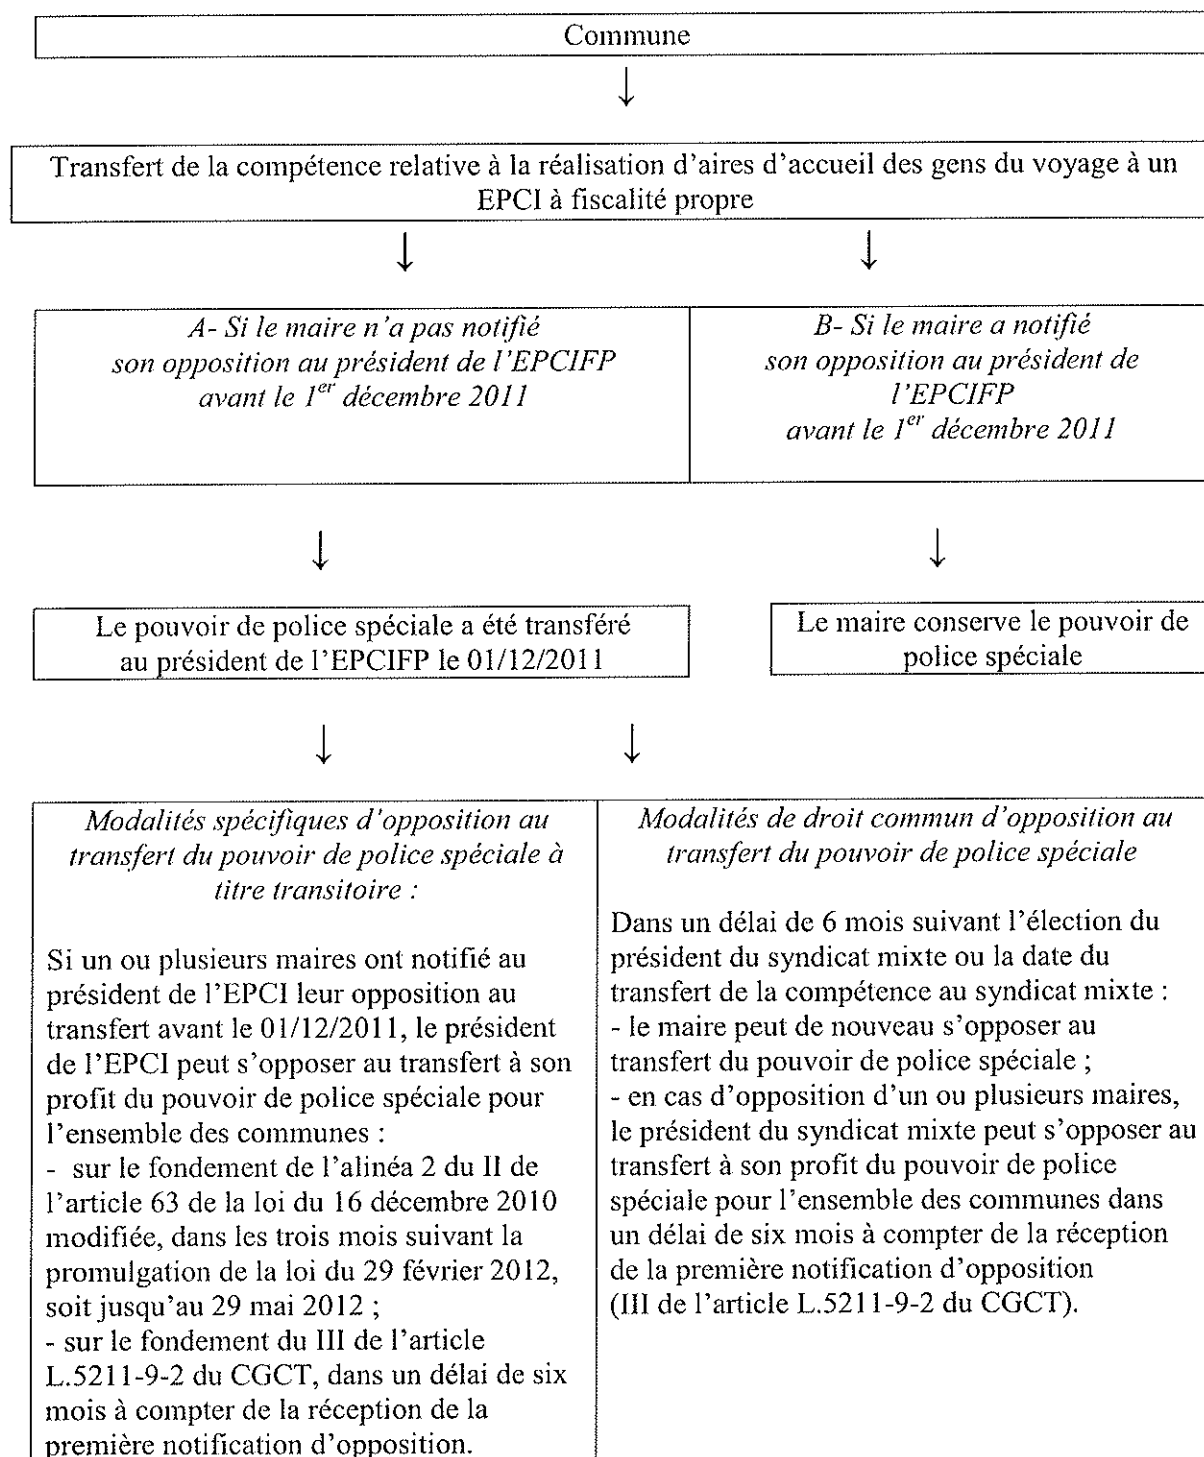 Commune
↓
Transfert de la compétence relative à la réalisation d’aires d’accueil des gens du voyage à un
EPCI à fiscalité propre
↓ ↓
A- Si le maire n’a pas notifié
son opposition au président de l’EPCIFP
avant le 1er décembre 2011
B- Si le maire a notifié
son opposition au président de
l’EPCIFP
avant le 1er décembre 2011
↓ ↓
Le pouvoir de police spéciale a été transféré
au président de l’EPCIFP le 01/12/2011
Le maire conserve le pouvoir de
police spéciale
↓ ↓
Modalités spécifiques d’opposition au
transfert du pouvoir de police spéciale à
titre transitoire :
Si un ou plusieurs maires ont notifié au
président de l’EPCI leur opposition au
transfert avant le 01/12/2011, le président
de l’EPCI peut s’opposer au transfert à son
profit du pouvoir de police spéciale pour
l’ensemble des communes :
- sur le fondement de l’alinéa 2 du II de
l’article 63 de la loi du 16 décembre 2010
modifiée, dans les trois mois suivant la
promulgation de la loi du 29 février 2012,
soit jusqu’au 29 mai 2012 ;
- sur le fondement du III de l’article
L.5211-9-2 du CGCT, dans un délai de six
mois à compter de la réception de la
première notification d’opposition.
Modalités de droit commun d’opposition au
transfert du pouvoir de police spéciale
Dans un délai de 6 mois suivant l’élection du
président du syndicat mixte ou la date du
transfert de la compétence au syndicat mixte :
- le maire peut de nouveau s’opposer au
transfert du pouvoir de police spéciale ;
- en cas d’opposition d’un ou plusieurs maires,
le président du syndicat mixte peut s’opposer au
transfert à son profit du pouvoir de police
spéciale pour l’ensemble des communes dans
un délai de six mois à compter de la réception
de la première notification d’opposition
(III de l’article L.5211-9-2 du CGCT).